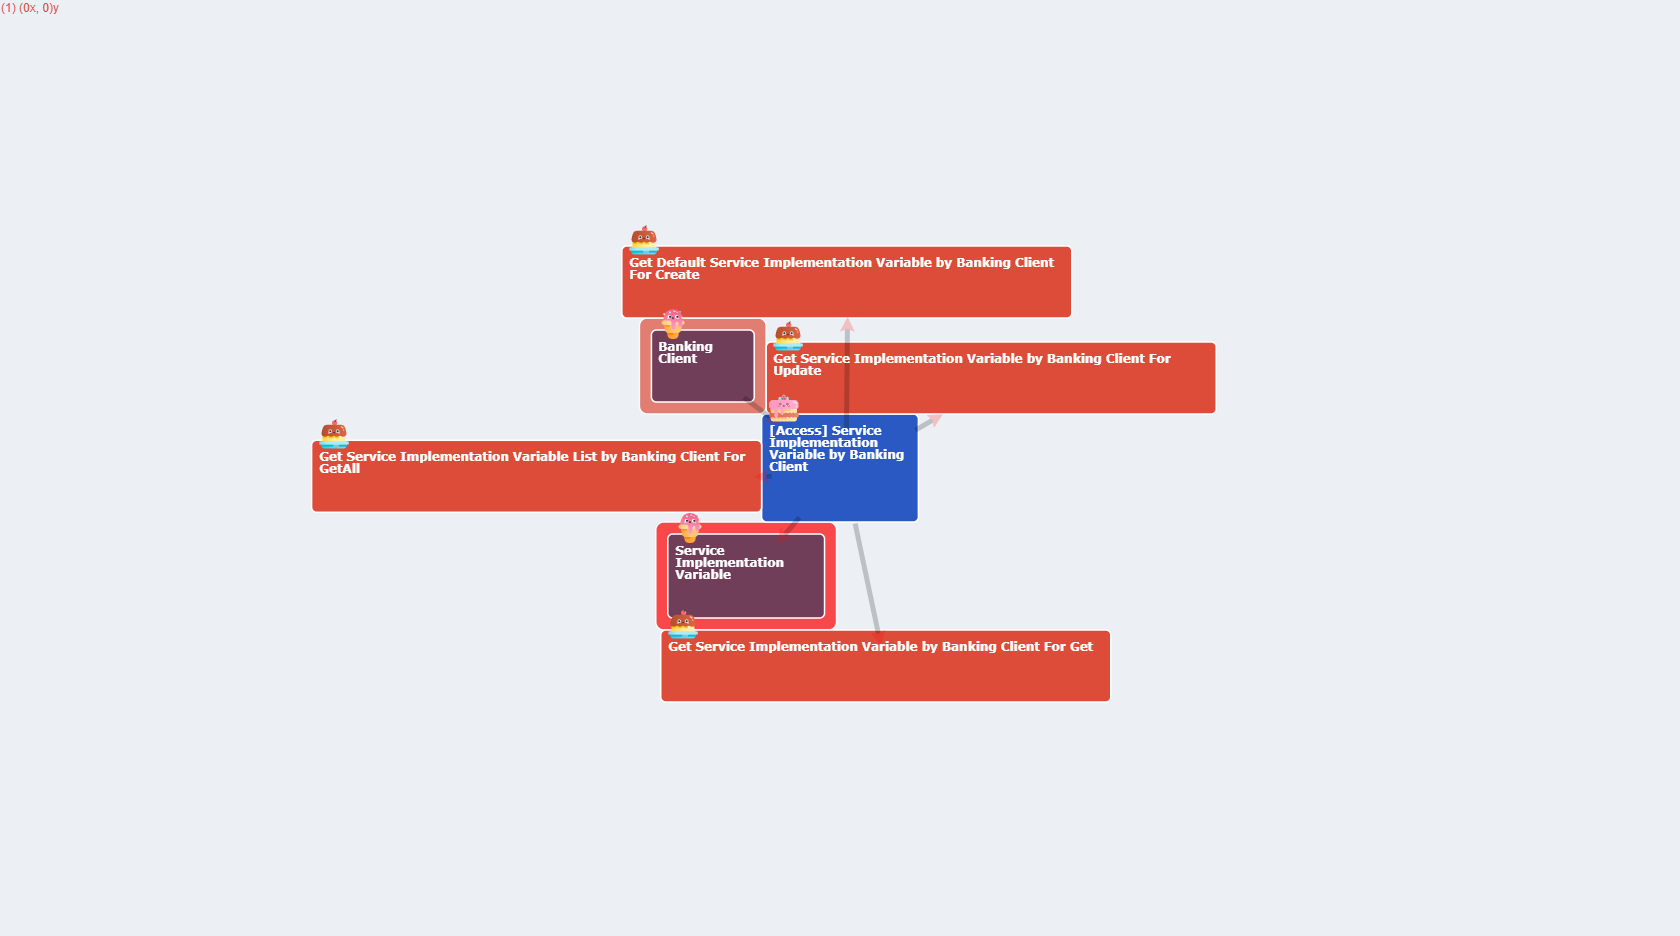 (1) (0x, 0)y
Get Default Service Implementation Variable by Banking Client
For Create
Banking
Client
Get Service Implementation Variable by Banking Client For
Update
[Access] Service
Implementation
Variable by Banking
Client
Get Service Implementation Variable List by Banking Client For
GetAll
Service
Implementation
Variable
Get Service Implementation Variable by Banking Client For Get